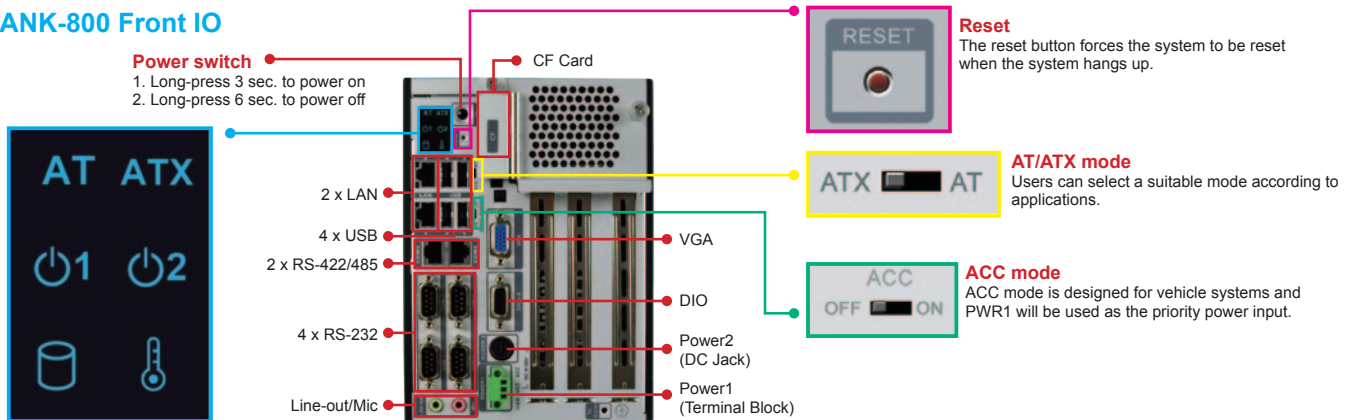 ANK-800 Front IO
Power switch
1. Long-press 3 sec. to power on
2. Long-press 6 sec. to power off
CF Card
Reset
The reset button forces the system to be reset
when the system hangs up.
RESET
AT ATX
1 2
AT ATX
1 2
CF
2 x LAN
4 x USB
2 x RS-422/485
4 x RS-232
Line-out/Mic
VGA
DIO
Power2
(DC Jack)
Power1
(Terminal Block)
ATX AT
AT/ATX mode
Users can select a suitable mode according to
applications.
ACC
OFF ON
ACC mode
ACC mode is designed for vehicle systems and
PWR1 will be used as the priority power input.